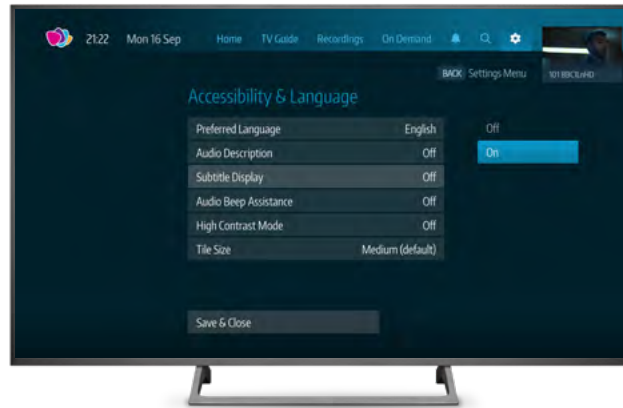 21:22 Mon 16 Sep Home TV Guide Recordings On Demand
BACK Settings Menu
Accessibility & Language
Preferred Language English
Audio Description Off
Subtitle Display Off
Audio Beep Assistance Off
High Contrast Mode Off
Tile Size Medium (default)
Off
On
Save & Close